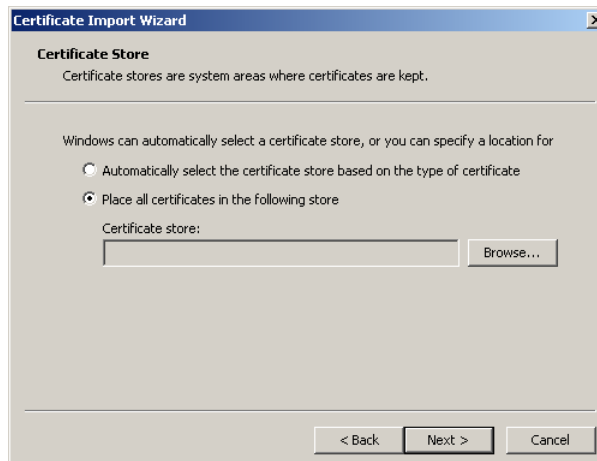 Certificate Import Wizard
Certificate Store
Certificate stores are system areas where certificates are kept.
Windows can automatically select a certificate store, or you can specify a location for
Automatically select the certificate store based on the type of certificate
Place all certificates in the following store
Certificate store:
Browse...
< Back Next > Cancel